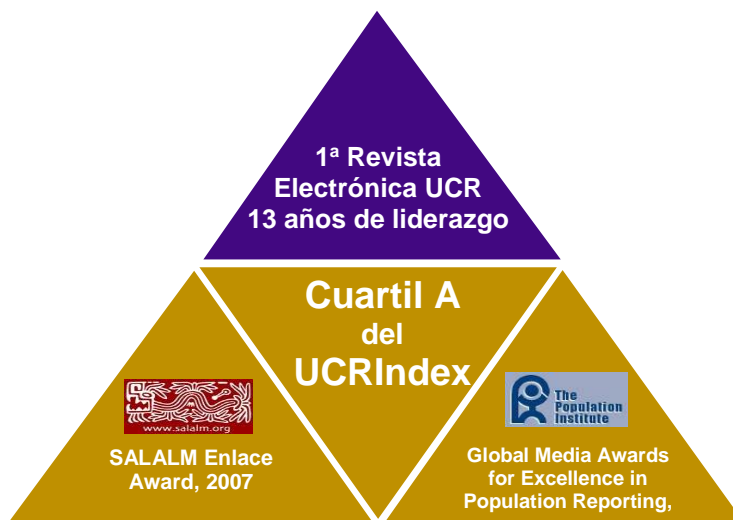 1ª Revista
Electrónica UCR
13 años de liderazgo
Cuartil A
del
UCRIndex
www.salalm.org
SALALM Enlace
Award, 2007
The
Population
Institute
Global Media Awards
for Excellence in
Population Reporting,